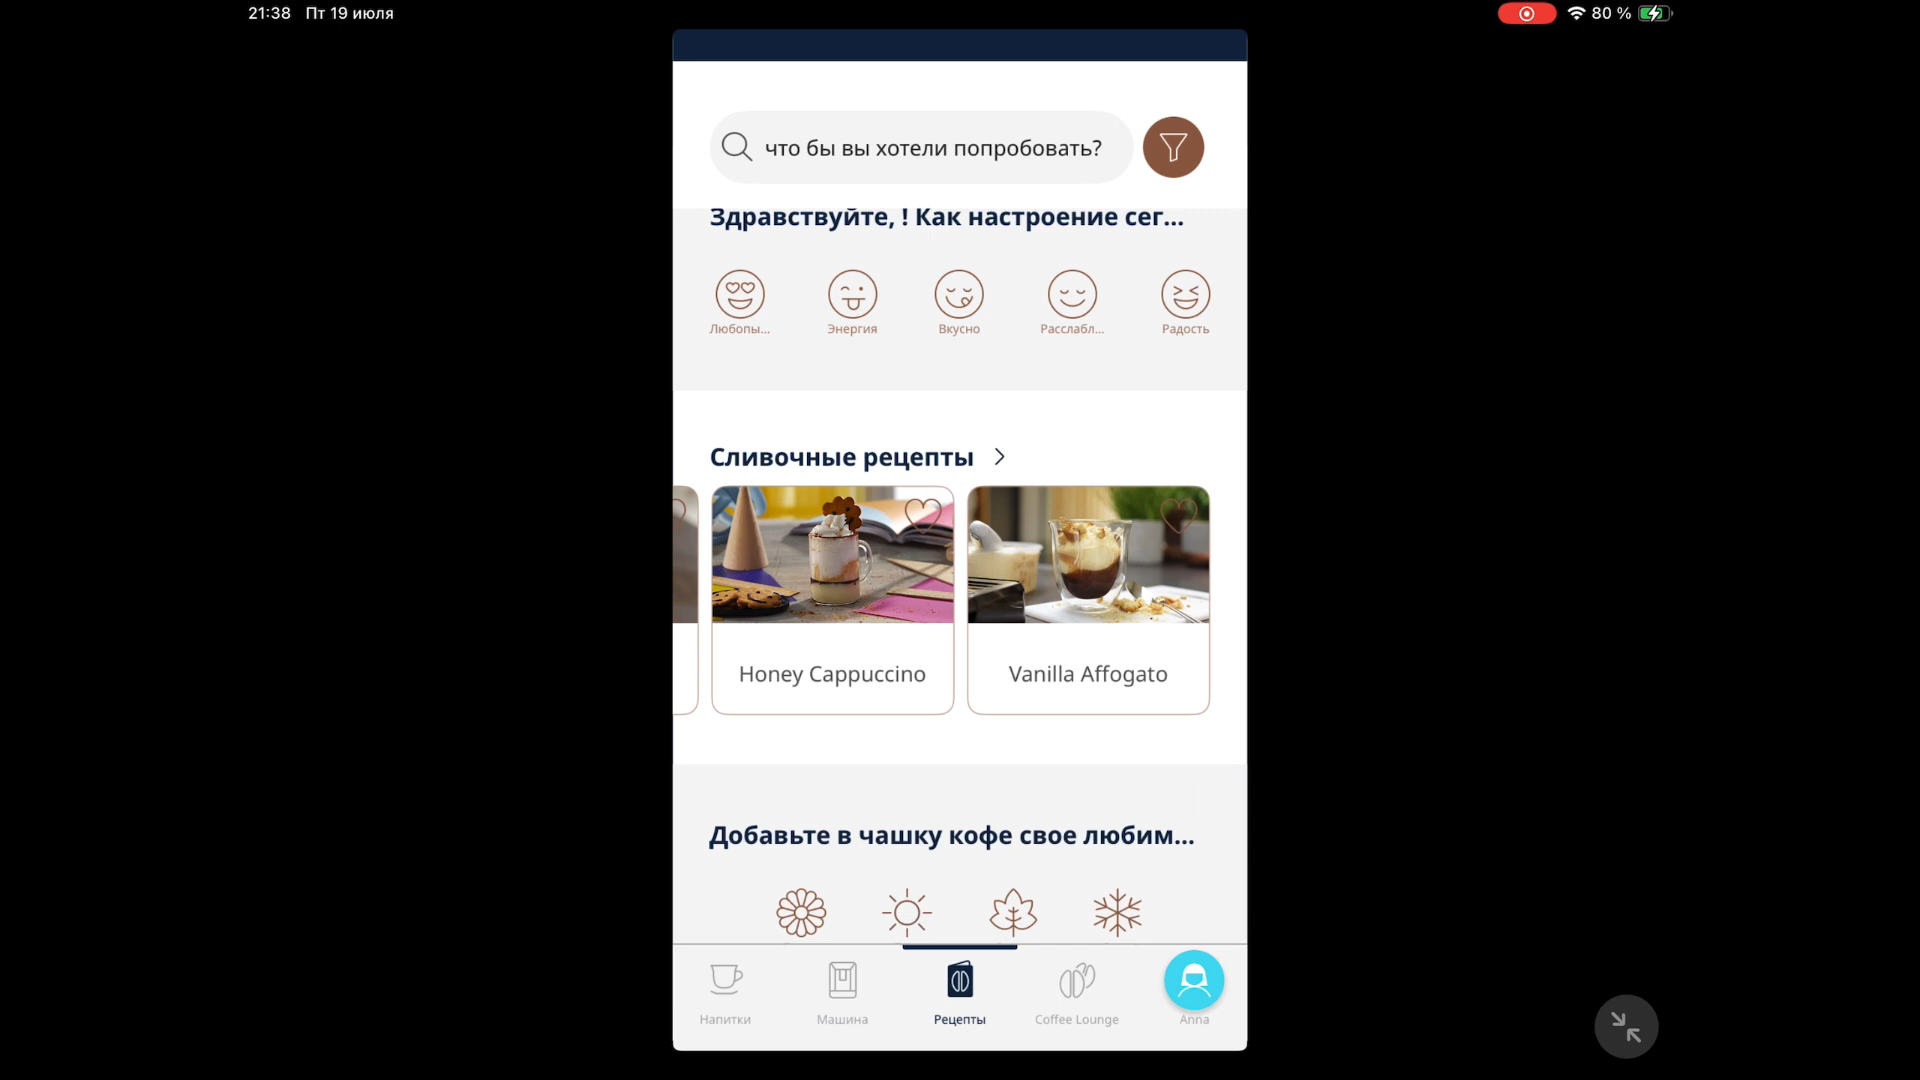 21:38 Пт 19 июля
80 %
что бы вы хотели попробовать?
Здравствуйте, ! Как настроение сег...
Любопы...
Энергия
Вкусно
Расслабл...
Радость
Сливочные рецепты
Honey Cappuccino
Vanilla Affogato
Добавьте в чашку кофе свое любим...
Напитки
Машина
Рецепты
Coffee Lounge
Anna